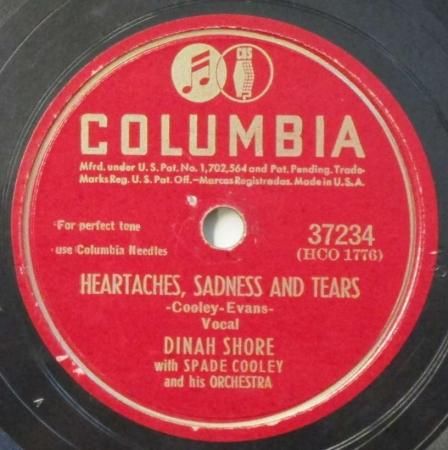 CBS
COLUMBIA
Mfrd. under U.S. Pat. No. 1,702,564 and Pat. Pending. Trade-
Marks Reg. U.S. Pat. Off.—Marcas Registradas. Made in U.S.A.
For perfect tone
use Columbia Needles
37234
(HCO 1776)
HEARTACHES, SADNESS AND TEARS
-Cooley-Evans-
Vocal
DINAH SHORE
with SPADE COOLEY
and his ORCHESTRA